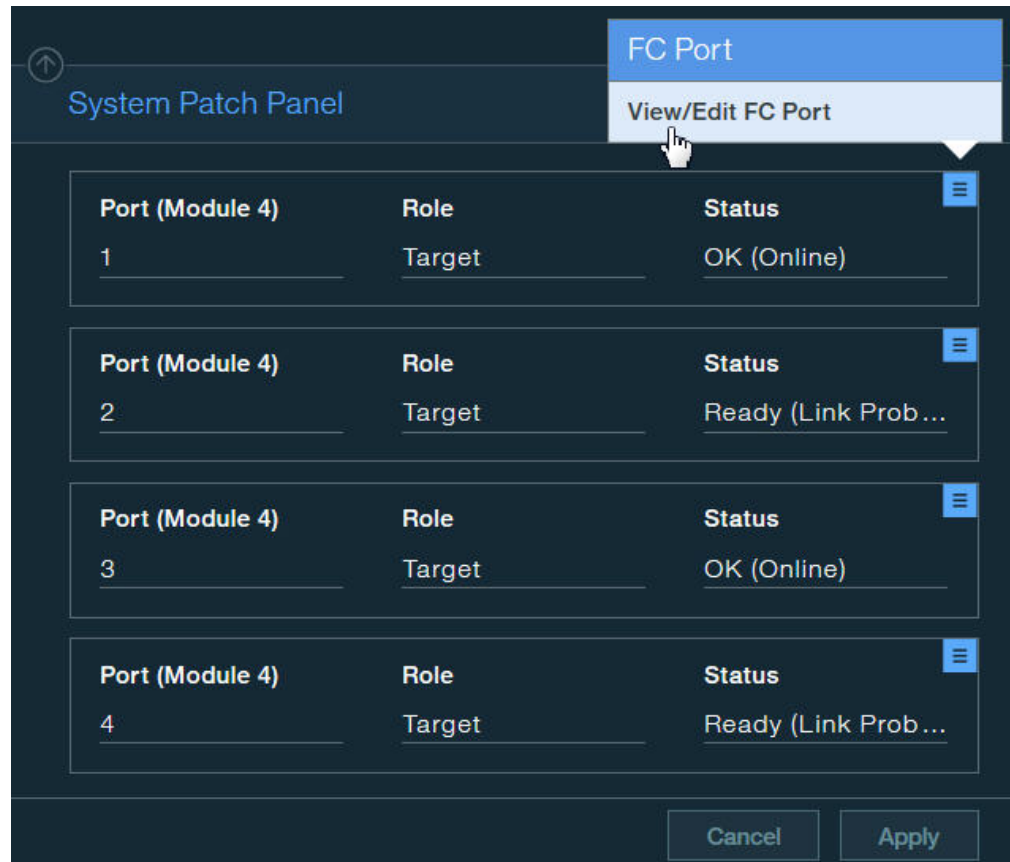 FC Port
System Patch Panel
View/Edit FC Port
Port (Module 4) Role Status
1 Target OK (Online)
Port (Module 4) Role Status
2 Target Ready (Link Prob...
Port (Module 4) Role Status
3 Target OK (Online)
Port (Module 4) Role Status
4 Target Ready (Link Prob...
Cancel Apply